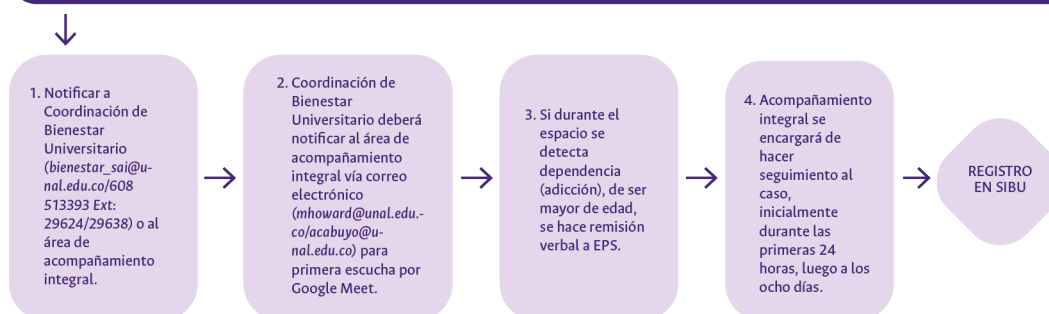 1. Notificar a
Coordinación de
Bienestar
Universitario
(bienestar_sai@u-
nal.edu.co/608
513393 Ext:
29624/29638) o al
área de
acompañamiento
integral.
2. Coordinación de
Bienestar
Universitario deberá
notificar al área de
acompañamiento
integral vía correo
electrónico
(mhoward@unal.edu.-
co/acabuyo@u-
nal.edu.co) para
primera escucha por
Google Meet.
3. Si durante el
espacio se
detecta
dependencia
(adicción), de ser
mayor de edad,
se hace remisión
verbal a EPS.
4. Acompañamiento
integral se
encargará de
hacer
seguimiento al
caso,
inicialmente
durante las
primeras 24
horas, luego a los
ocho días.
REGISTRO
EN SIBU